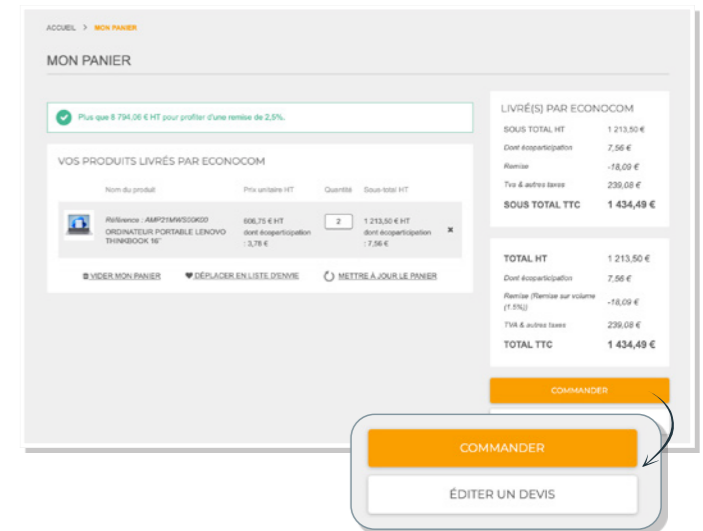 ACCUEIL > MON PANIER
MON PANIER
Plus que 8 794,06 € HT pour profiter d'une remise de 2,5%.
VOS PRODUITS LIVRÉS PAR ECONOCOM
Nom du produit Prix unitaire HT Quantité Sous-total HT
Référence : AMP21MWS00K00
ORDINATEUR PORTABLE LENOVO
THINKBOOK 16"
606,75 € HT
dont écoparticipation
: 3,78 €
2
1 213,50 € HT
dont écoparticipation
: 7,56 €
×
VIDER MON PANIER DÉPLACER EN LISTE D'ENVIE METTRE À JOUR LE PANIER
LIVRÉ(S) PAR ECONOCOM
SOUS TOTAL HT 1 213,50 €
Dont écoparticipation 7,56 €
Remise -18,09 €
Tva & autres taxes 239,08 €
SOUS TOTAL TTC 1 434,49 €
TOTAL HT 1 213,50 €
Dont écoparticipation 7,56 €
Remise (Remise sur volume
(1.5%)) -18,09 €
TVA & autres taxes 239,08 €
TOTAL TTC 1 434,49 €
COMMANDER
COMMANDER
ÉDITER UN DEVIS